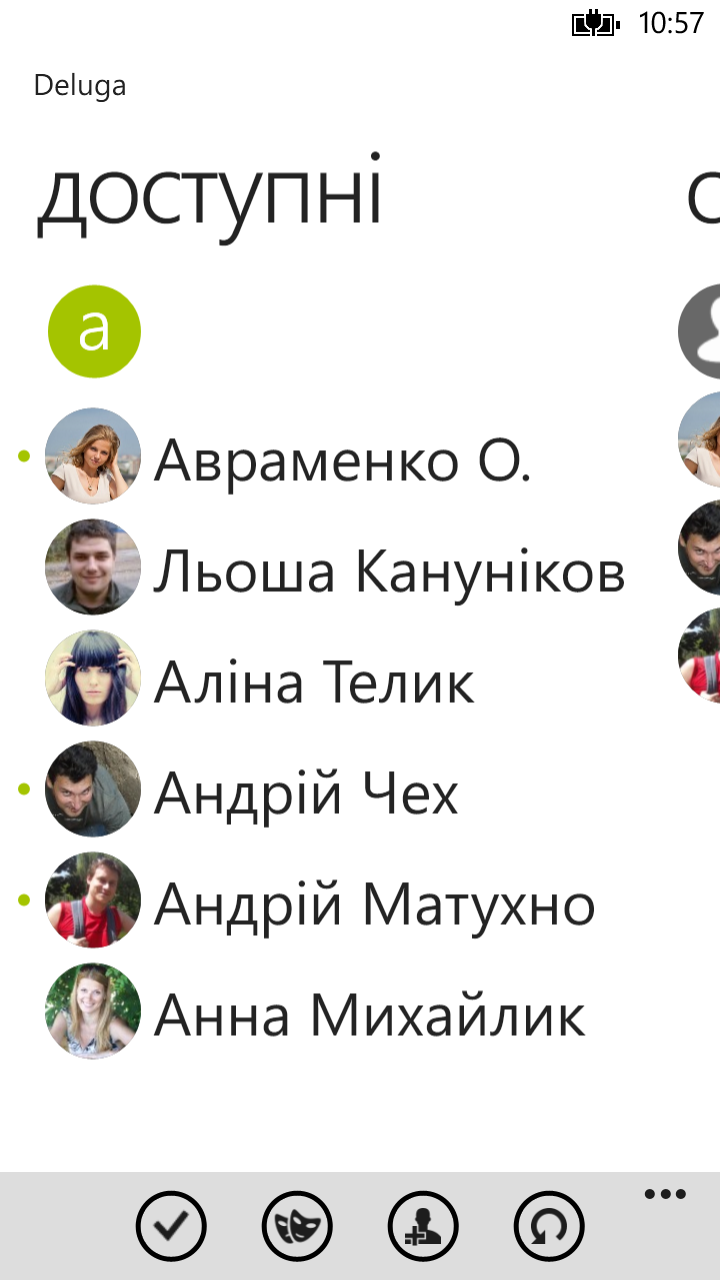 10:57
Deluga
доступні
a
Авраменко О.
Льоша Кануніков
Аліна Телик
Андрій Чех
Андрій Матухно
Анна Михайлик